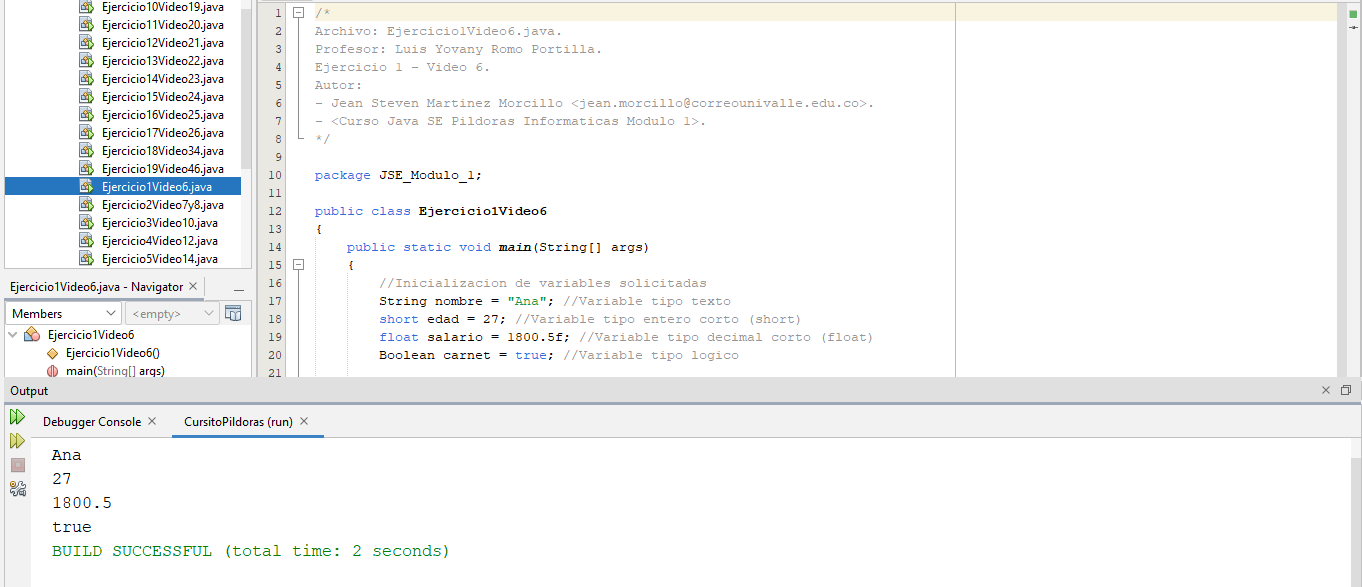 Ejercicio10Video19.java
Ejercicio11Video20.java
Ejercicio12Video21.java
Ejercicio13Video22.java
Ejercicio14Video23.java
Ejercicio15Video24.java
Ejercicio16Video25.java
Ejercicio17Video26.java
Ejercicio18Video34.java
Ejercicio19Video46.java
Ejercicio1Video6.java
Ejercicio2Video7y8.java
Ejercicio3Video10.java
Ejercicio4Video12.java
Ejercicio5Video14.java
Ejercicio1Video6.java - Navigator
Members <empty>
Ejercicio1Video6
Ejercicio1Video6()
main(String[] args)
1 /*
2 Archivo: Ejercicio1Video6.java.
3 Profesor: Luis Yovany Romo Portilla.
4 Ejercicio 1 - Video 6.
5 Autor:
6 - Jean Steven Martinez Morcillo <jean.morcillo@correounivalle.edu.co>.
7 - <Curso Java SE Pildoras Informaticas Modulo 1>.
8 */
9
10 package JSE_Modulo_1;
11
12 public class Ejercicio1Video6
13 {
14 public static void main(String[] args)
15 {
16 //Inicializacion de variables solicitadas
17 String nombre = "Ana"; //Variable tipo texto
18 short edad = 27; //Variable tipo entero corto (short)
19 float salario = 1800.5f; //Variable tipo decimal corto (float)
20 Boolean carnet = true; //Variable tipo logico
21
Output
Debugger Console CursitoPildoras (run)
Ana
27
1800.5
true
BUILD SUCCESSFUL (total time: 2 seconds)